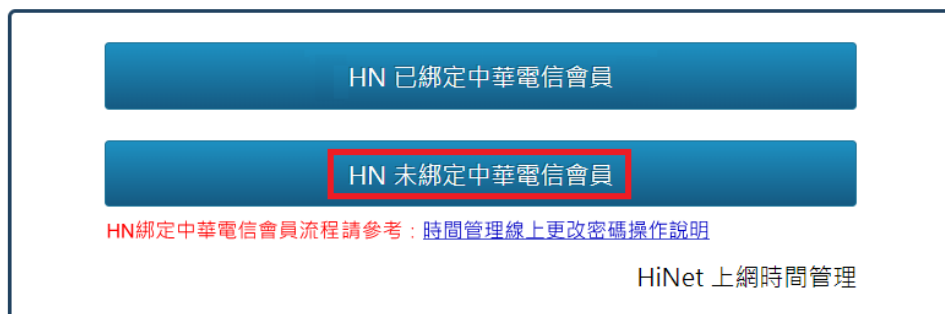 HN 已綁定中華電信會員
HN 未綁定中華電信會員
HN綁定中華電信會員流程請參考：時間管理線上更改密碼操作說明
HiNet 上網時間管理